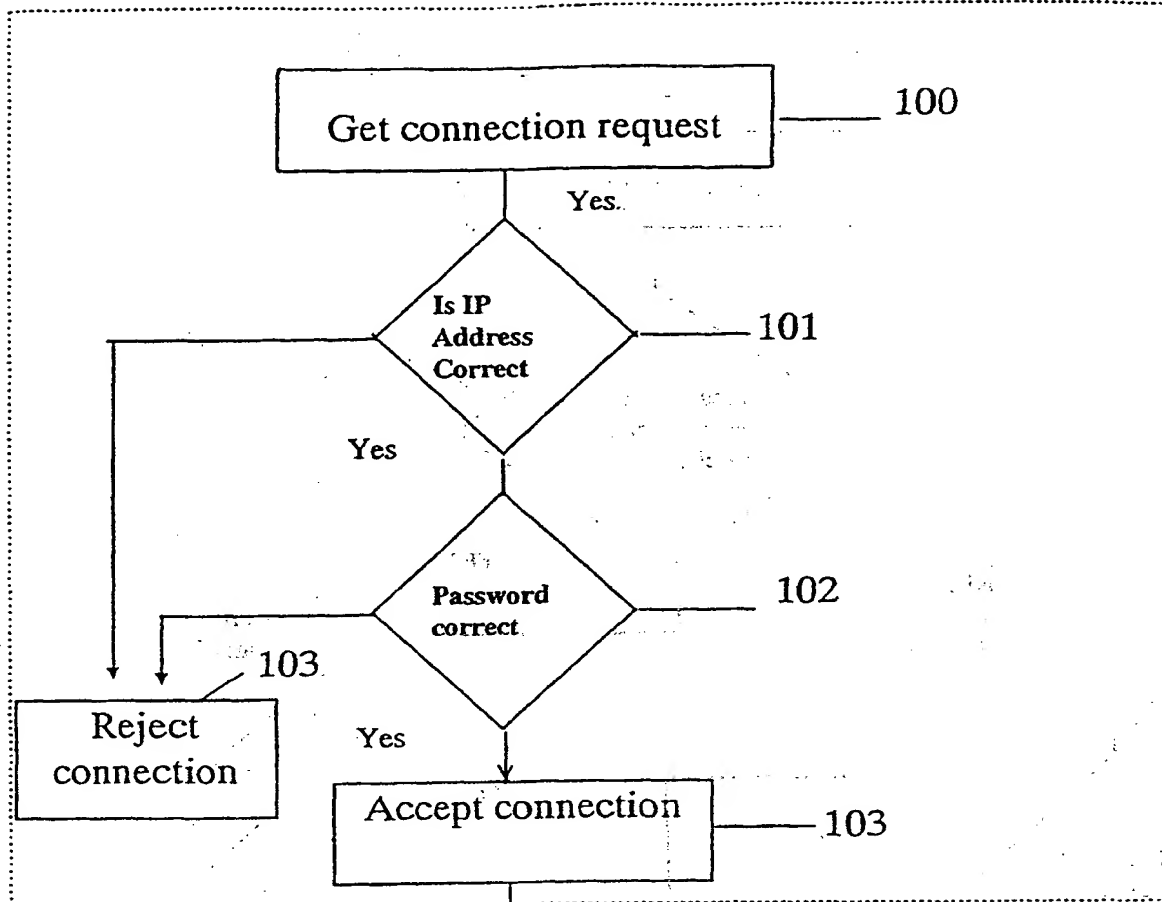 Get connection request
100
Yes.
Is IP
Address
Correct
101
Yes
Password
correct
102
103
Reject
connection
Yes
Accept connection
103